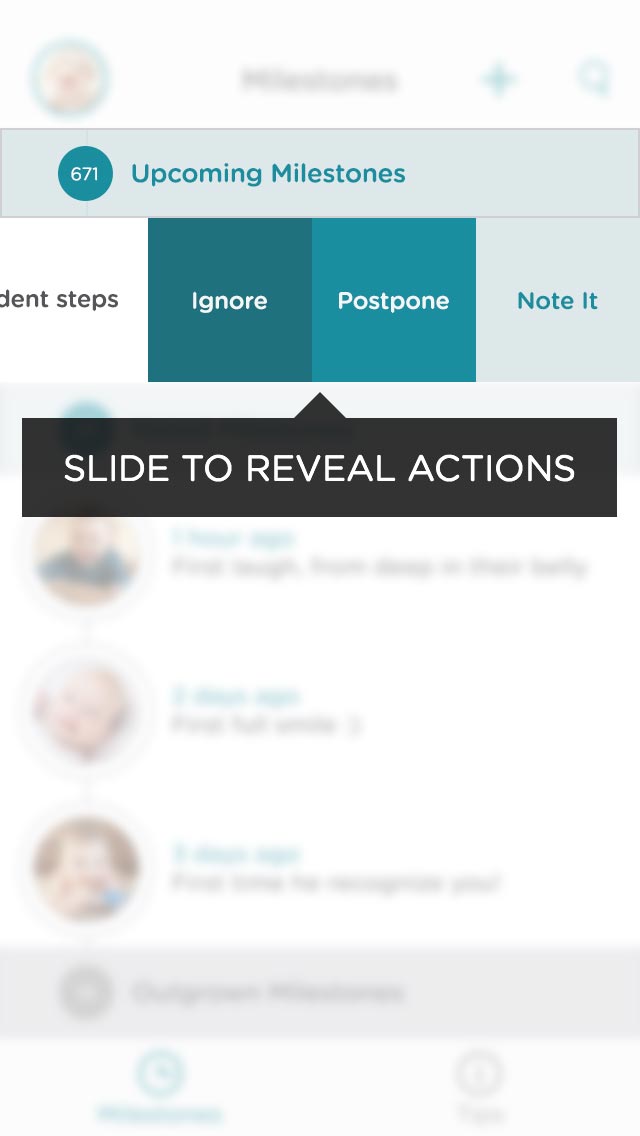 Milestones
671 Upcoming Milestones
dent steps Ignore Postpone Note It
SLIDE TO REVEAL ACTIONS
1 hour ago
First laugh, from deep in their belly
2 days ago
First full smile :)
3 days ago
First time he recognize you!
Outgrown Milestones
Milestones Tips